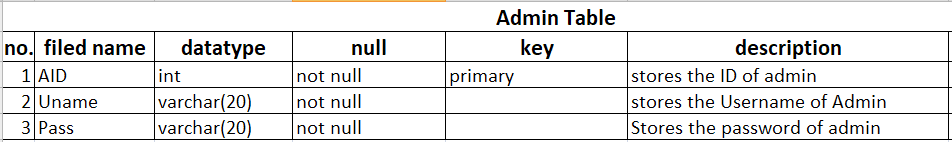 Admin Table
no. filed name datatype null key description
1 AID int not null primary stores the ID of admin
2 Uname varchar(20) not null stores the Username of Admin
3 Pass varchar(20) not null Stores the password of admin